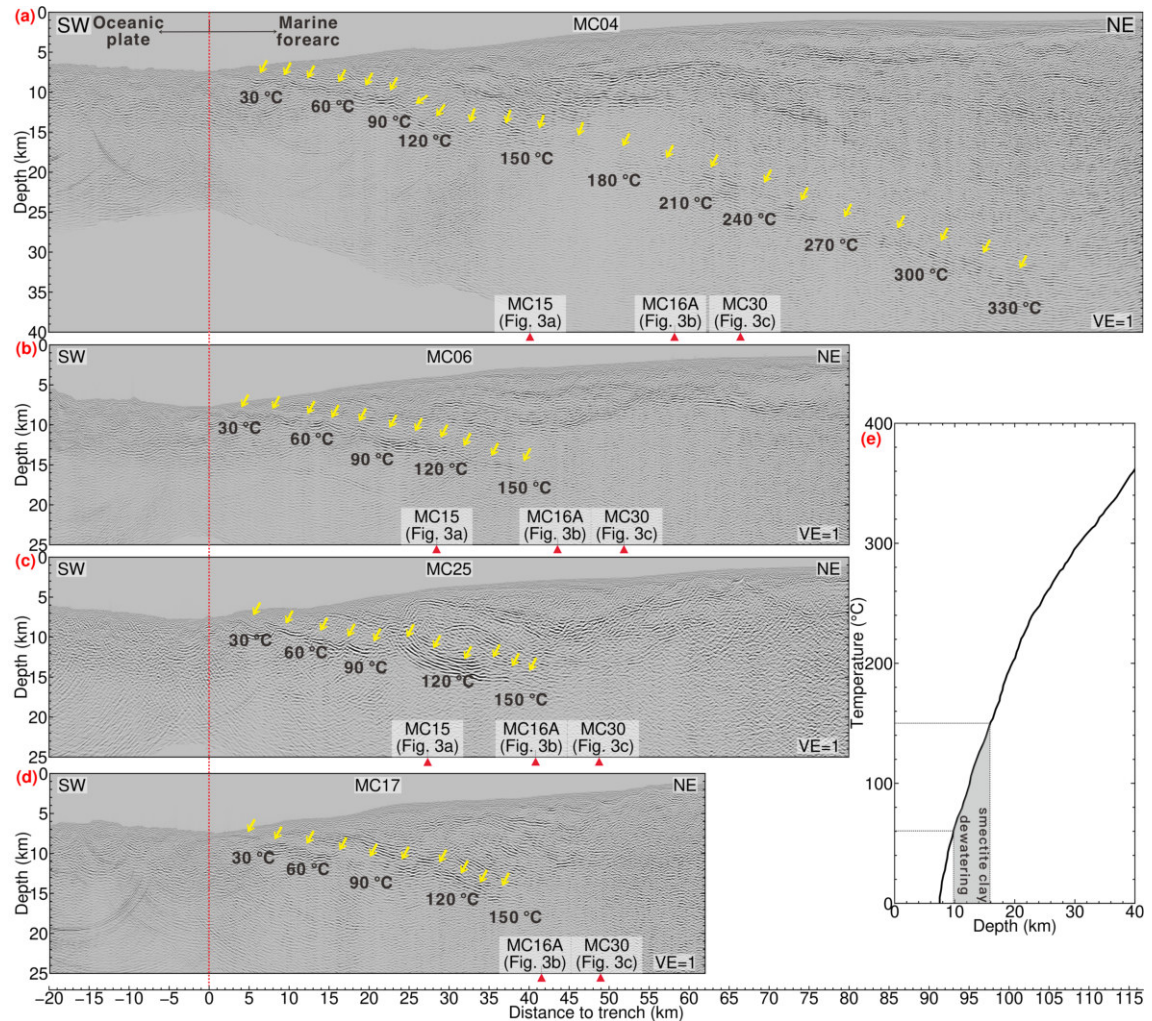 (a)
SW
Oceanic
plate
Marine
forearc
MC04
NE
0
5
10
15
20
25
30
35
40
Depth (km)
30 °C
60 °C
90 °C
120 °C
150 °C
180 °C
210 °C
240 °C
270 °C
300 °C
330 °C
MC15
(Fig. 3a)
MC16A
(Fig. 3b)
MC30
(Fig. 3c)
VE=1
(b)
SW
MC06
NE
0
5
10
15
20
25
Depth (km)
30 °C
60 °C
90 °C
120 °C
150 °C
MC15
(Fig. 3a)
MC16A
(Fig. 3b)
MC30
(Fig. 3c)
VE=1
(c)
SW
MC25
NE
0
5
10
15
20
25
Depth (km)
30 °C
60 °C
90 °C
120 °C
150 °C
MC15
(Fig. 3a)
MC16A
(Fig. 3b)
MC30
(Fig. 3c)
VE=1
(d)
SW
MC17
NE
0
5
10
15
20
25
Depth (km)
30 °C
60 °C
90 °C
120 °C
150 °C
MC16A
(Fig. 3b)
MC30
(Fig. 3c)
VE=1
-20 -15 -10 -5 0 5 10 15 20 25 30 35 40 45 50 55 60 65 70 75 80 85 90 95 100 105 110 115
Distance to trench (km)
(e)
400
300
200
100
0
Temperature (°C)
smectite clay
dewatering
0 10 20 30 40
Depth (km)